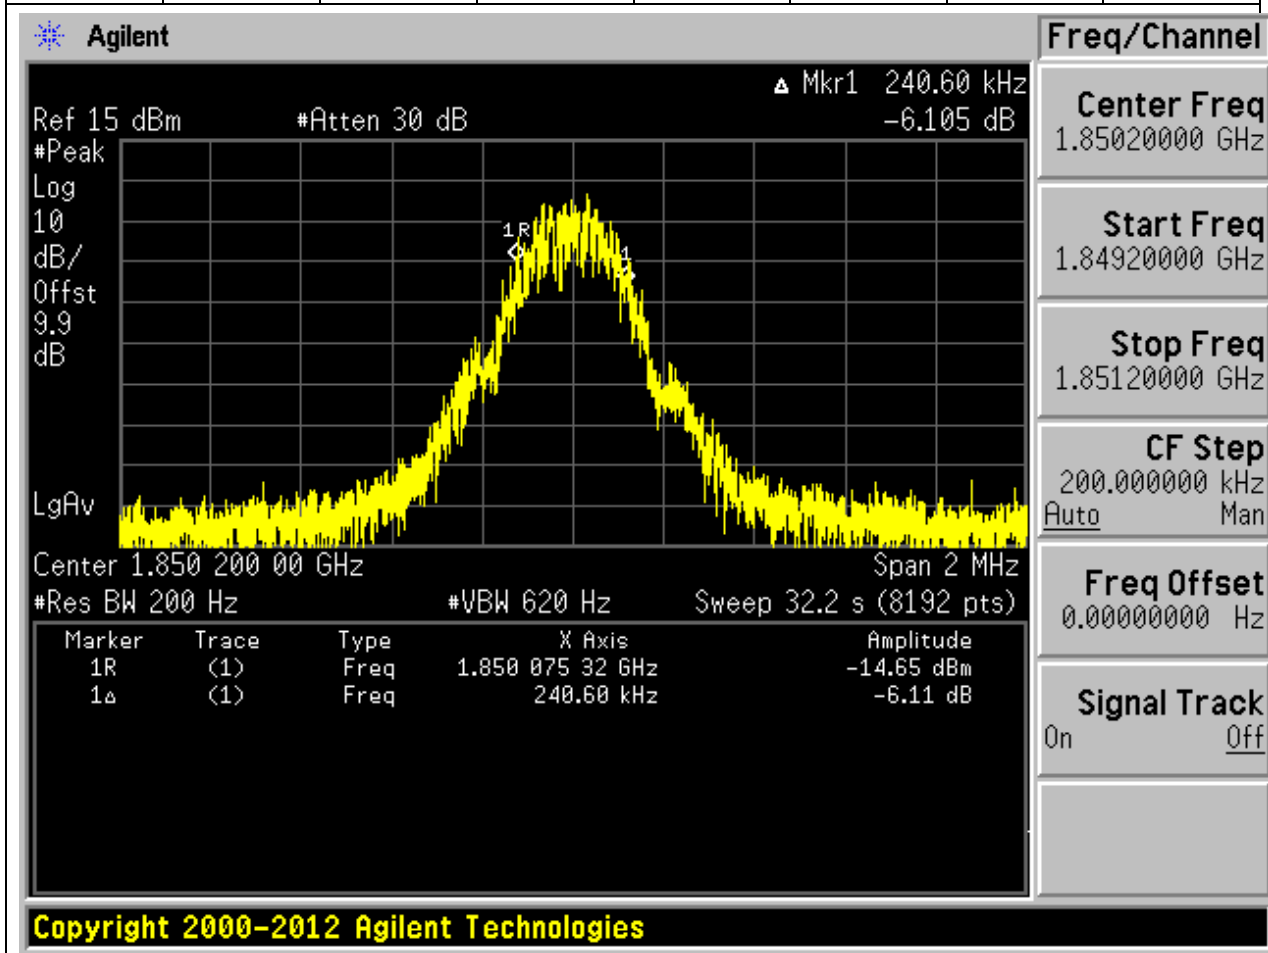 Agilent
Freq/Channel
Δ Mkr1 240.60 kHz
Ref 15 dBm #Atten 30 dB -6.105 dB
#Peak
Log
10
dB/
Offst
9.9
dB
LgAv
1R
1
Center 1.850 200 00 GHz Span 2 MHz
#Res BW 200 Hz #VBW 620 Hz Sweep 32.2 s (8192 pts)
Marker Trace Type X Axis Amplitude
1R (1) Freq 1.850 075 32 GHz -14.65 dBm
1Δ (1) Freq 240.60 kHz -6.11 dB
Center Freq
1.85020000 GHz
Start Freq
1.84920000 GHz
Stop Freq
1.85120000 GHz
CF Step
200.000000 kHz
Auto Man
Freq Offset
0.00000000 Hz
Signal Track
On Off
Copyright 2000-2012 Agilent Technologies